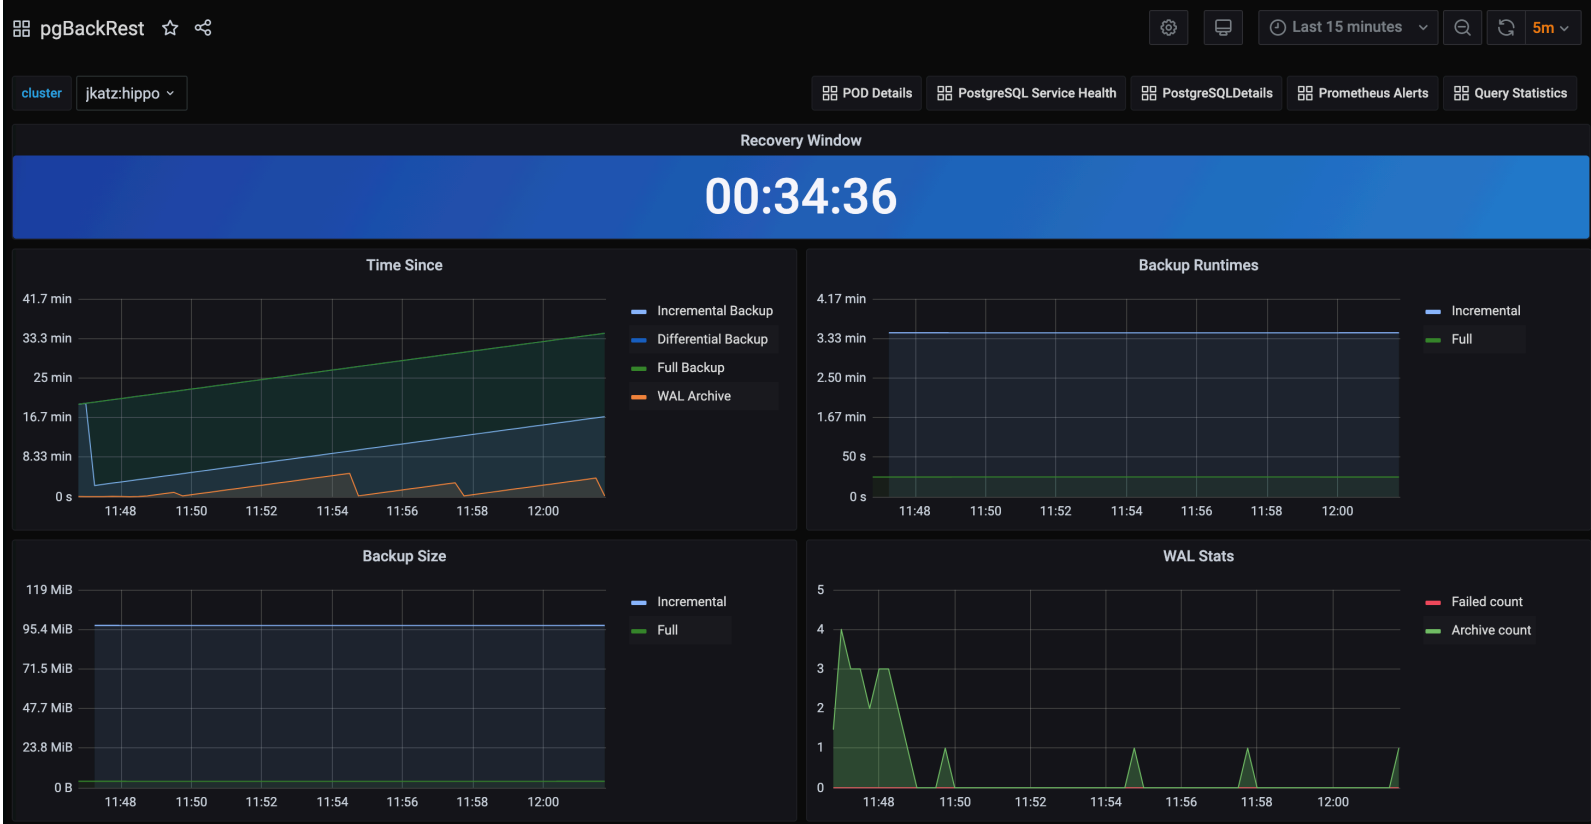 pgBackRest
Last 15 minutes
5m
cluster
jkatz:hippo
POD Details
PostgreSQL Service Health
PostgreSQLDetails
Prometheus Alerts
Query Statistics
Recovery Window
00:34:36
Time Since
41.7 min
33.3 min
25 min
16.7 min
8.33 min
0 s
11:48 11:50 11:52 11:54 11:56 11:58 12:00
Incremental Backup
Differential Backup
Full Backup
WAL Archive
Backup Runtimes
4.17 min
3.33 min
2.50 min
1.67 min
50 s
0 s
11:48 11:50 11:52 11:54 11:56 11:58 12:00
Incremental
Full
Backup Size
119 MiB
95.4 MiB
71.5 MiB
47.7 MiB
23.8 MiB
0 B
11:48 11:50 11:52 11:54 11:56 11:58 12:00
Incremental
Full
WAL Stats
5
4
3
2
1
0
11:48 11:50 11:52 11:54 11:56 11:58 12:00
Failed count
Archive count